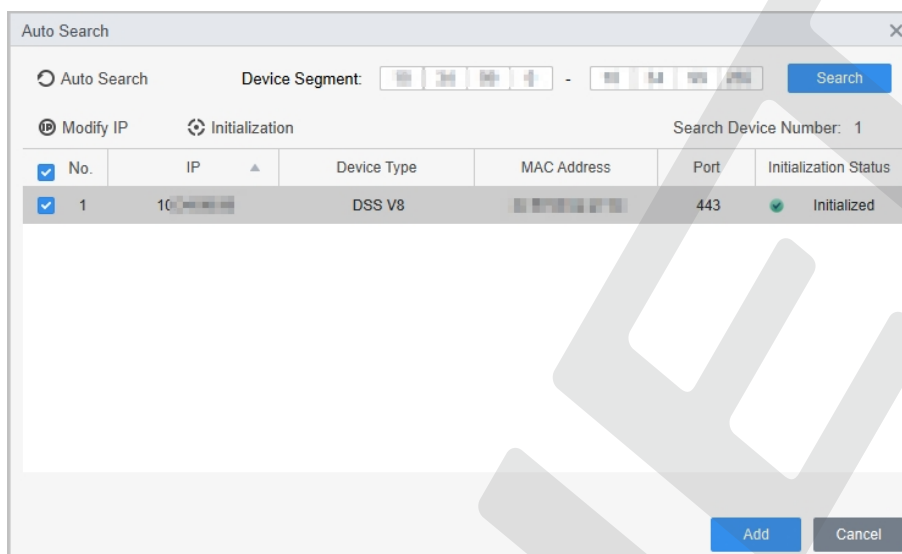 Auto Search
Auto Search Device Segment: - Search
Modify IP Initialization Search Device Number: 1
No. IP Device Type MAC Address Port Initialization Status
1 DSS V8 443 Initialized
Add Cancel